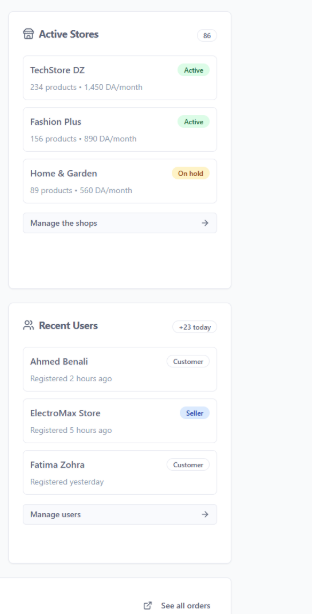 Active Stores
86
TechStore DZ
Active
234 products • 1.450 DA/month
Fashion Plus
Active
156 products • 890 DA/month
Home & Garden
On hold
89 products • 560 DA/month
Manage the shops
Recent Users
+23 today
Ahmed Benali
Customer
Registered 2 hours ago
ElectroMax Store
Seller
Registered 5 hours ago
Fatima Zohra
Customer
Registered yesterday
Manage users
See all orders